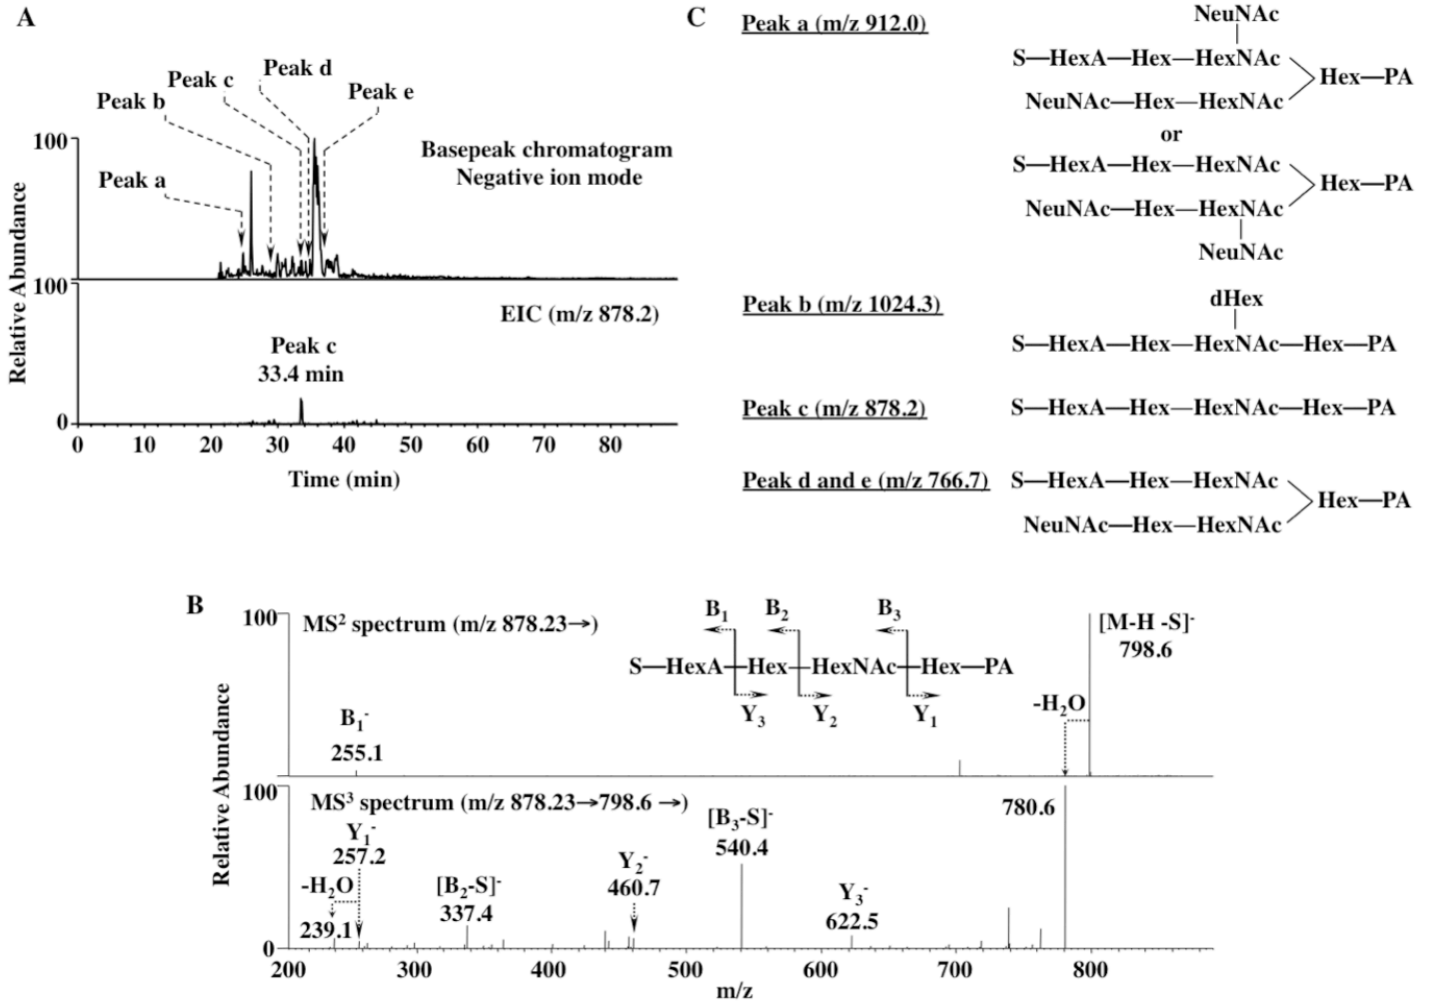 A
Peak a
Peak b
Peak c
Peak d
Peak e
100
Basepeak chromatogram
Negative ion mode
Relative Abundance
100
EIC (m/z 878.2)
Peak c
33.4 min
0
0 10 20 30 40 50 60 70 80
Time (min)
C
Peak a (m/z 912.0)
NeuNAc
S—HexA—Hex—HexNAc
Hex—PA
NeuNAc—Hex—HexNAc
or
S—HexA—Hex—HexNAc
Hex—PA
NeuNAc—Hex—HexNAc
NeuNAc
Peak b (m/z 1024.3)
dHex
S—HexA—Hex—HexNAc—Hex—PA
Peak c (m/z 878.2)
S—HexA—Hex—HexNAc—Hex—PA
Peak d and e (m/z 766.7)
S—HexA—Hex—HexNAc
Hex—PA
NeuNAc—Hex—HexNAc
B
100
MS² spectrum (m/z 878.23→)
B₁ B₂ B₃
S—HexA—Hex—HexNAc—Hex—PA
Y₃ Y₂ Y₁
[M-H -S]⁻
798.6
-H₂O
B₁⁻
255.1
Relative Abundance
100
MS³ spectrum (m/z 878.23→798.6 →)
780.6
Y₁⁻
257.2
-H₂O
239.1
[B₂-S]⁻
337.4
Y₂⁻
460.7
[B₃-S]⁻
540.4
Y₃⁻
622.5
0
200 300 400 500 600 700 800
m/z